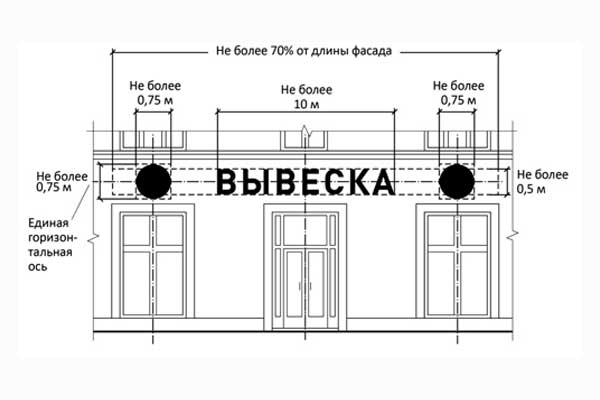 Не более 70% от длины фасада
Не более
0,75 м
Не более
10 м
Не более
0,75 м
Не более
0,75 м
ВЫВЕСКА
Не более
0,5 м
Единая
горизон-
тальная
ось